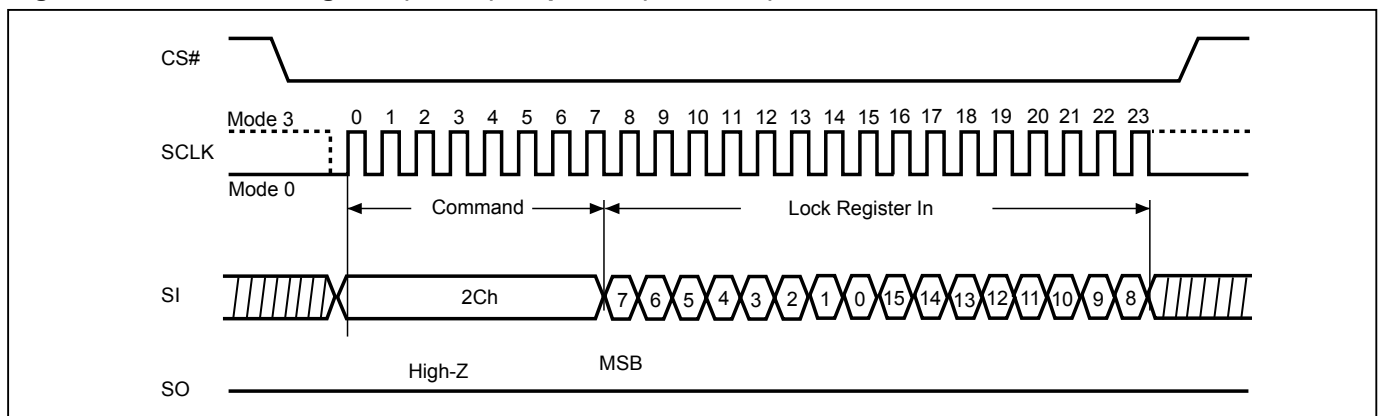 CS#
Mode 3 0 1 2 3 4 5 6 7 8 9 10 11 12 13 14 15 16 17 18 19 20 21 22 23
SCLK
Mode 0
Command Lock Register In
SI 2Ch 7 6 5 4 3 2 1 0 15 14 13 12 11 10 9 8
High-Z MSB
SO